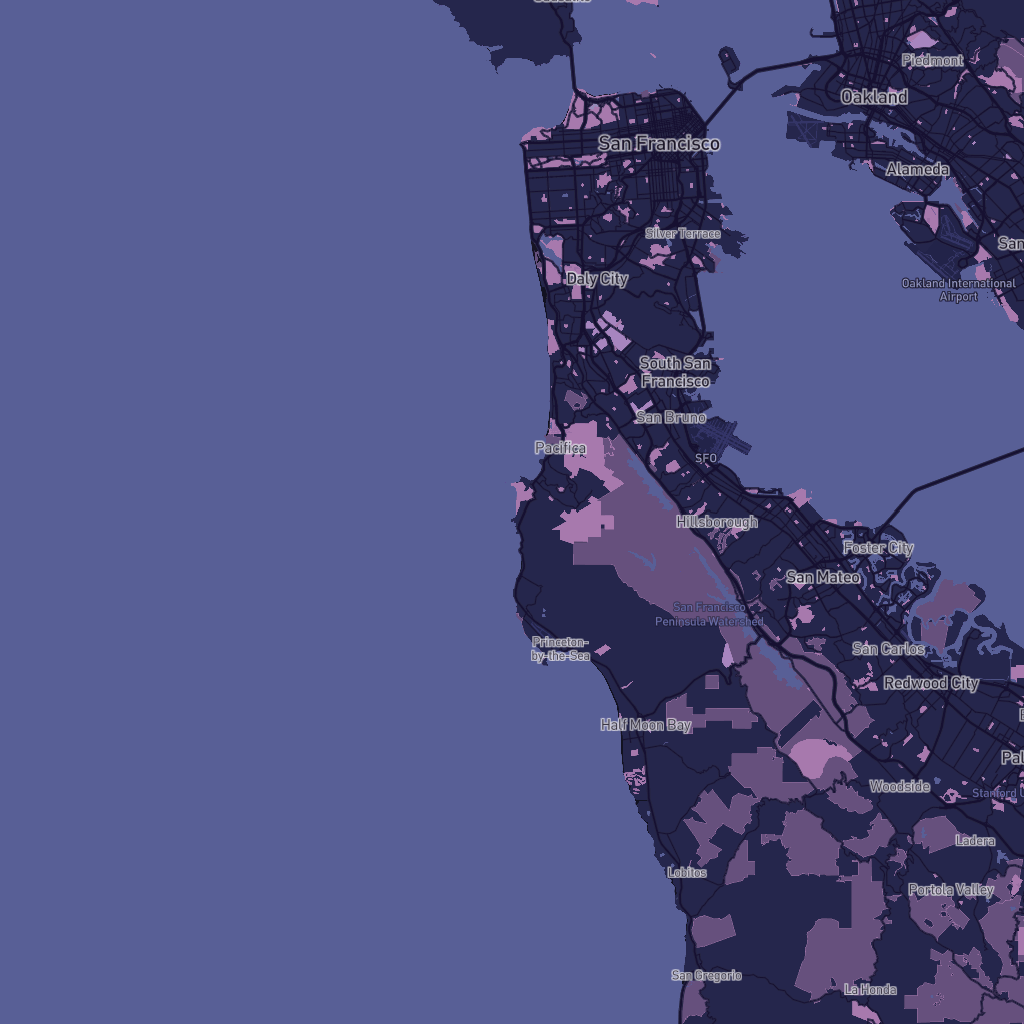 Piedmont
Oakland
San Francisco
Alameda
Silver Terrace
San
Daly City
Oakland International
Airport
South San
Francisco
San Bruno
Pacifica
SFO
Hillsborough
Foster City
San Mateo
San Francisco
Peninsula Watershed
Princeton-
by-the-Sea
San Carlos
Redwood City
Half Moon Bay
Pal
Woodside
Stanford U
Ladera
Lobitos
Portola Valley
San Gregorio
La Honda